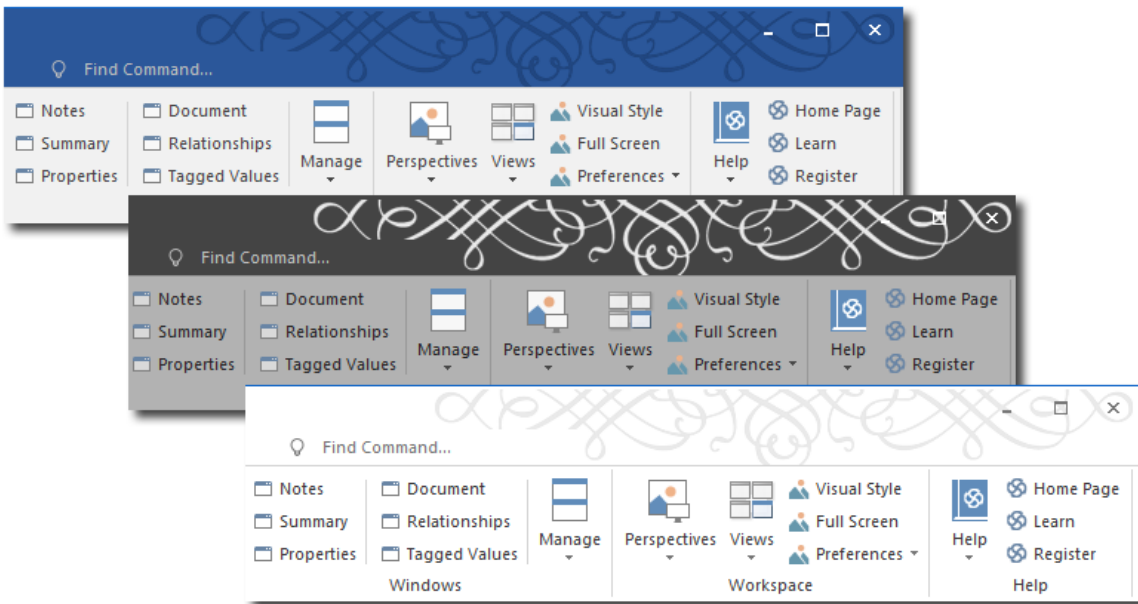 Find Command...
Notes Document Visual Style Home Page
Summary Relationships Full Screen Learn
Manage Perspectives Views Help
Properties Tagged Values Preferences Register
Find Command...
Notes Document Visual Style Home Page
Summary Relationships Full Screen Learn
Manage Perspectives Views Help
Properties Tagged Values Preferences Register
Find Command...
Notes Document Visual Style Home Page
Summary Relationships Full Screen Learn
Manage Perspectives Views Help
Properties Tagged Values Preferences Register
Windows Workspace Help